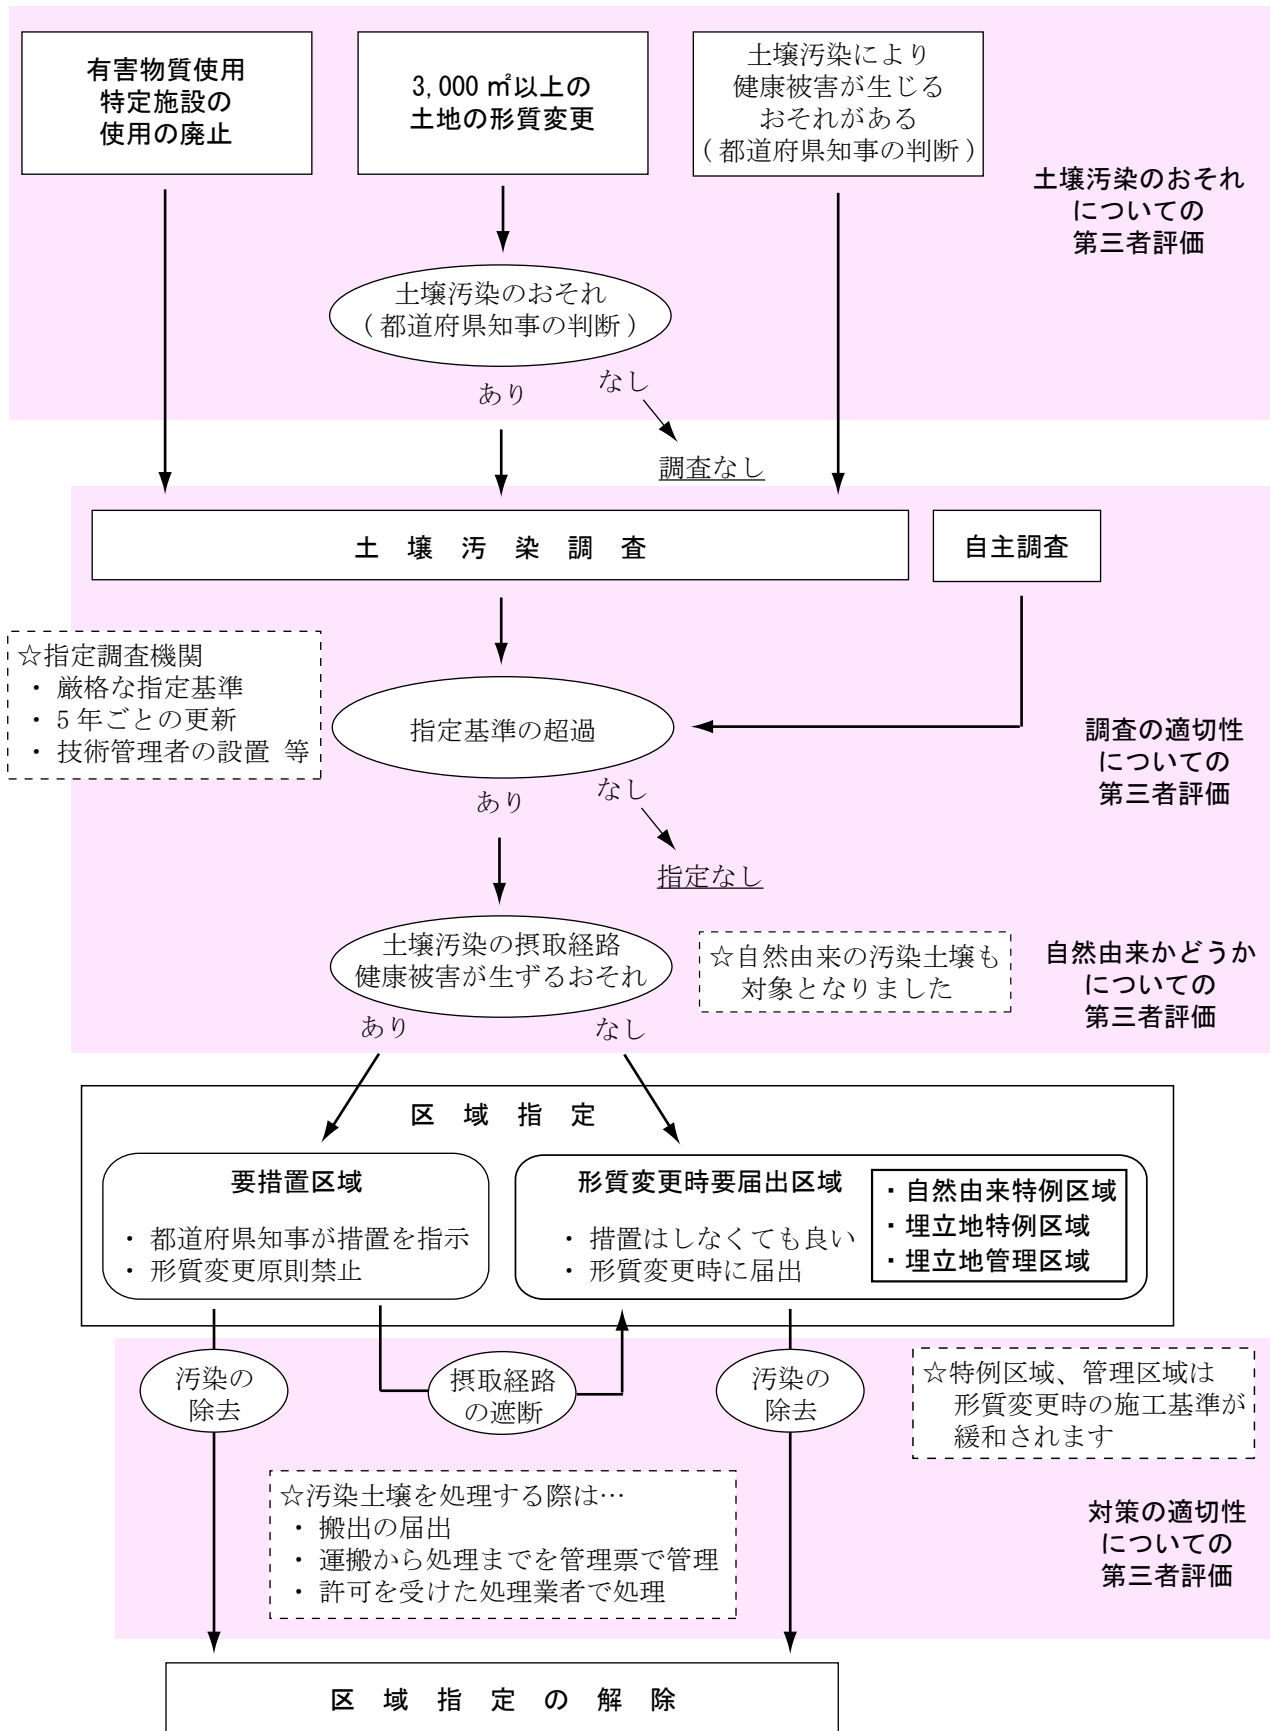 有害物質使用
特定施設の
使用の廃止
3,000 ㎡以上の
土地の形質変更
土壌汚染により
健康被害が生じる
おそれがある
(都道府県知事の判断)
土壌汚染のおそれ
についての
第三者評価
土壌汚染のおそれ
(都道府県知事の判断)
あり
なし
調査なし
土 壌 汚 染 調 査
自主調査
☆指定調査機関
・ 厳格な指定基準
・ 5 年ごとの更新
・ 技術管理者の設置 等
指定基準の超過
調査の適切性
についての
第三者評価
あり
なし
指定なし
土壌汚染の摂取経路
健康被害が生ずるおそれ
☆自然由来の汚染土壌も
対象となりました
自然由来かどうか
についての
第三者評価
あり
なし
区 域 指 定
要措置区域
・ 都道府県知事が措置を指示
・ 形質変更原則禁止
形質変更時要届出区域
・ 措置はしなくても良い
・ 形質変更時に届出
・自然由来特例区域
・埋立地特例区域
・埋立地管理区域
汚染の
除去
摂取経路
の遮断
汚染の
除去
☆特例区域、管理区域は
形質変更時の施工基準が
緩和されます
☆汚染土壌を処理する際は…
・ 搬出の届出
・ 運搬から処理までを管理票で管理
・ 許可を受けた処理業者で処理
対策の適切性
についての
第三者評価
区 域 指 定 の 解 除